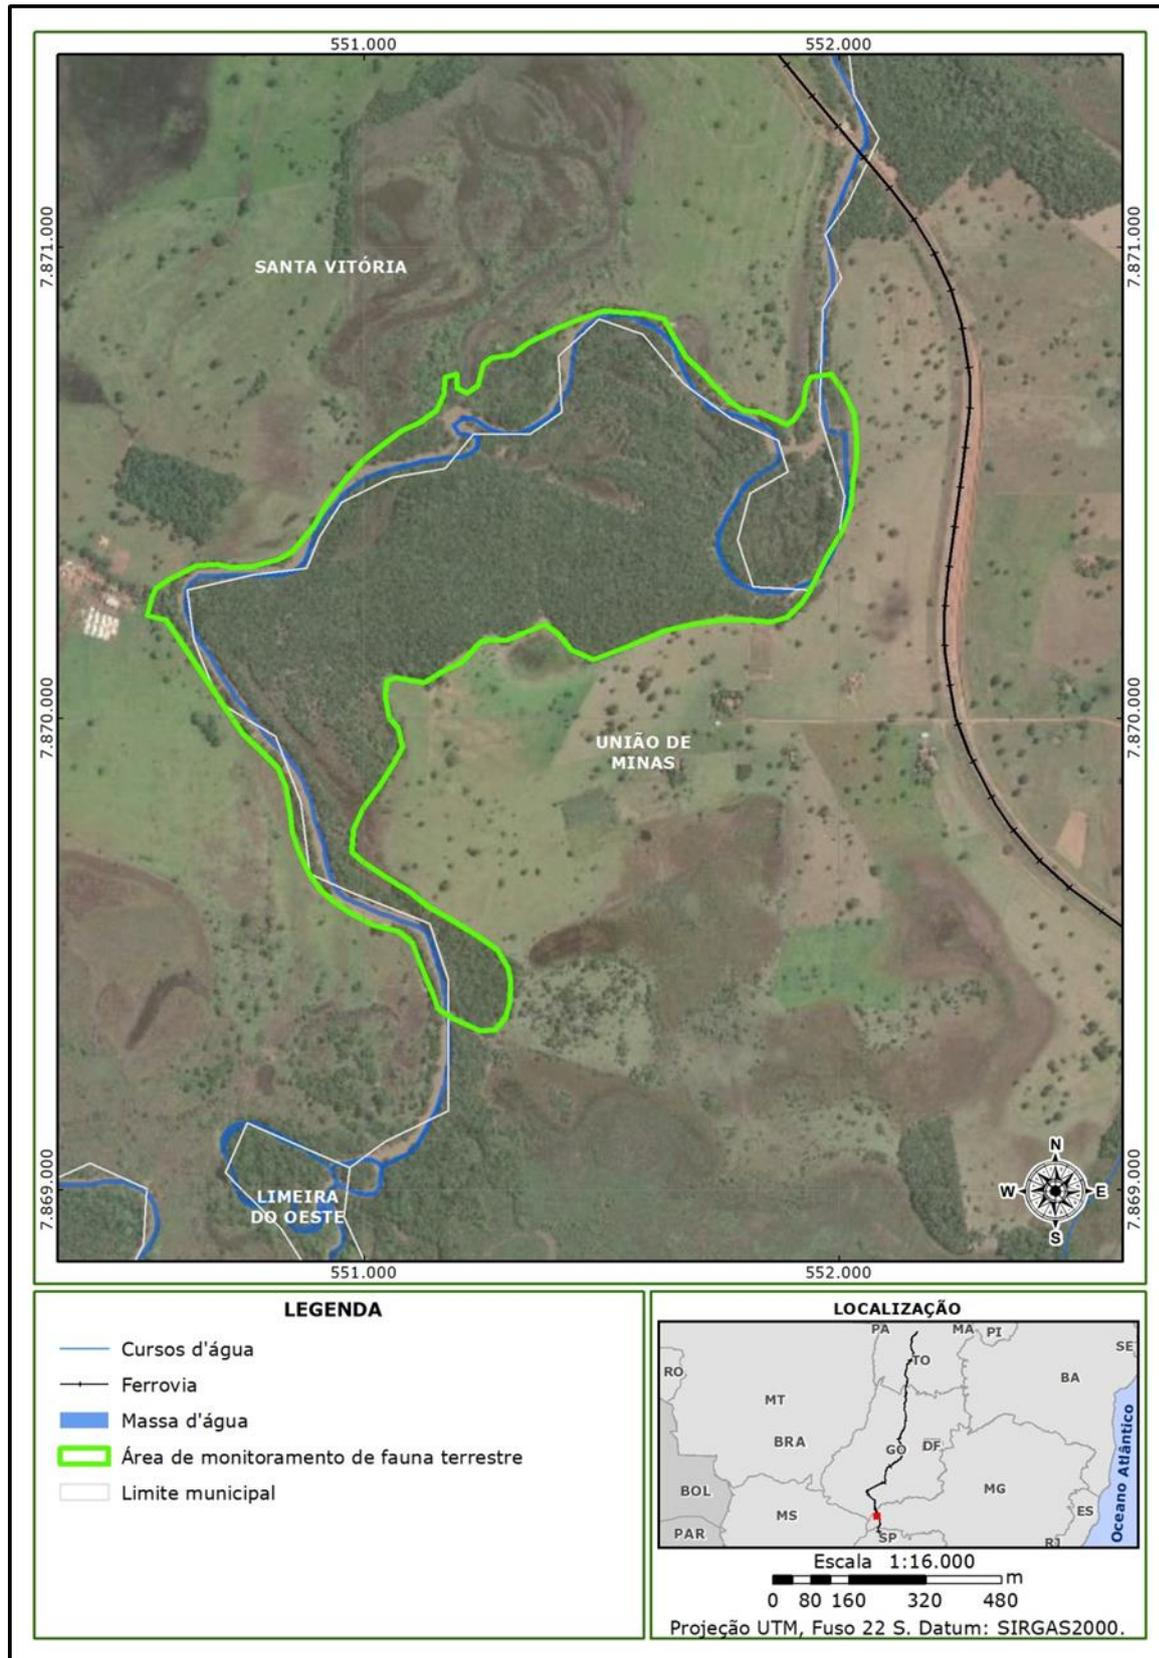 551.000
552.000
7.871.000
7.871.000
SANTA VITÓRIA
7.870.000
7.870.000
UNIÃO DE
MINAS
N
W
E
S
7.869.000
7.869.000
LIMEIRA
DO OESTE
551.000
552.000
LEGENDA
Cursos d'água
Ferrovia
Massa d'água
Área de monitoramento de fauna terrestre
Limite municipal
LOCALIZAÇÃO
PA
MA
PI
TO
SE
RO
BA
MT
BRA
GO
DF
BOL
MG
MS
ES
PAR
SP
RJ
Oceano Atlântico
Escala 1:16.000
m
0 80 160 320 480
Projeção UTM, Fuso 22 S. Datum: SIRGAS2000.